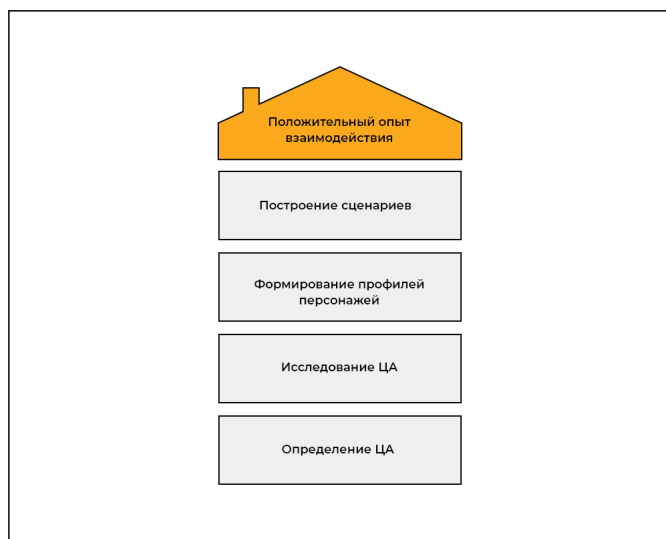 Положительный опыт
взаимодействия
Построение сценариев
Формирование профилей
персонажей
Исследование ЦА
Определение ЦА